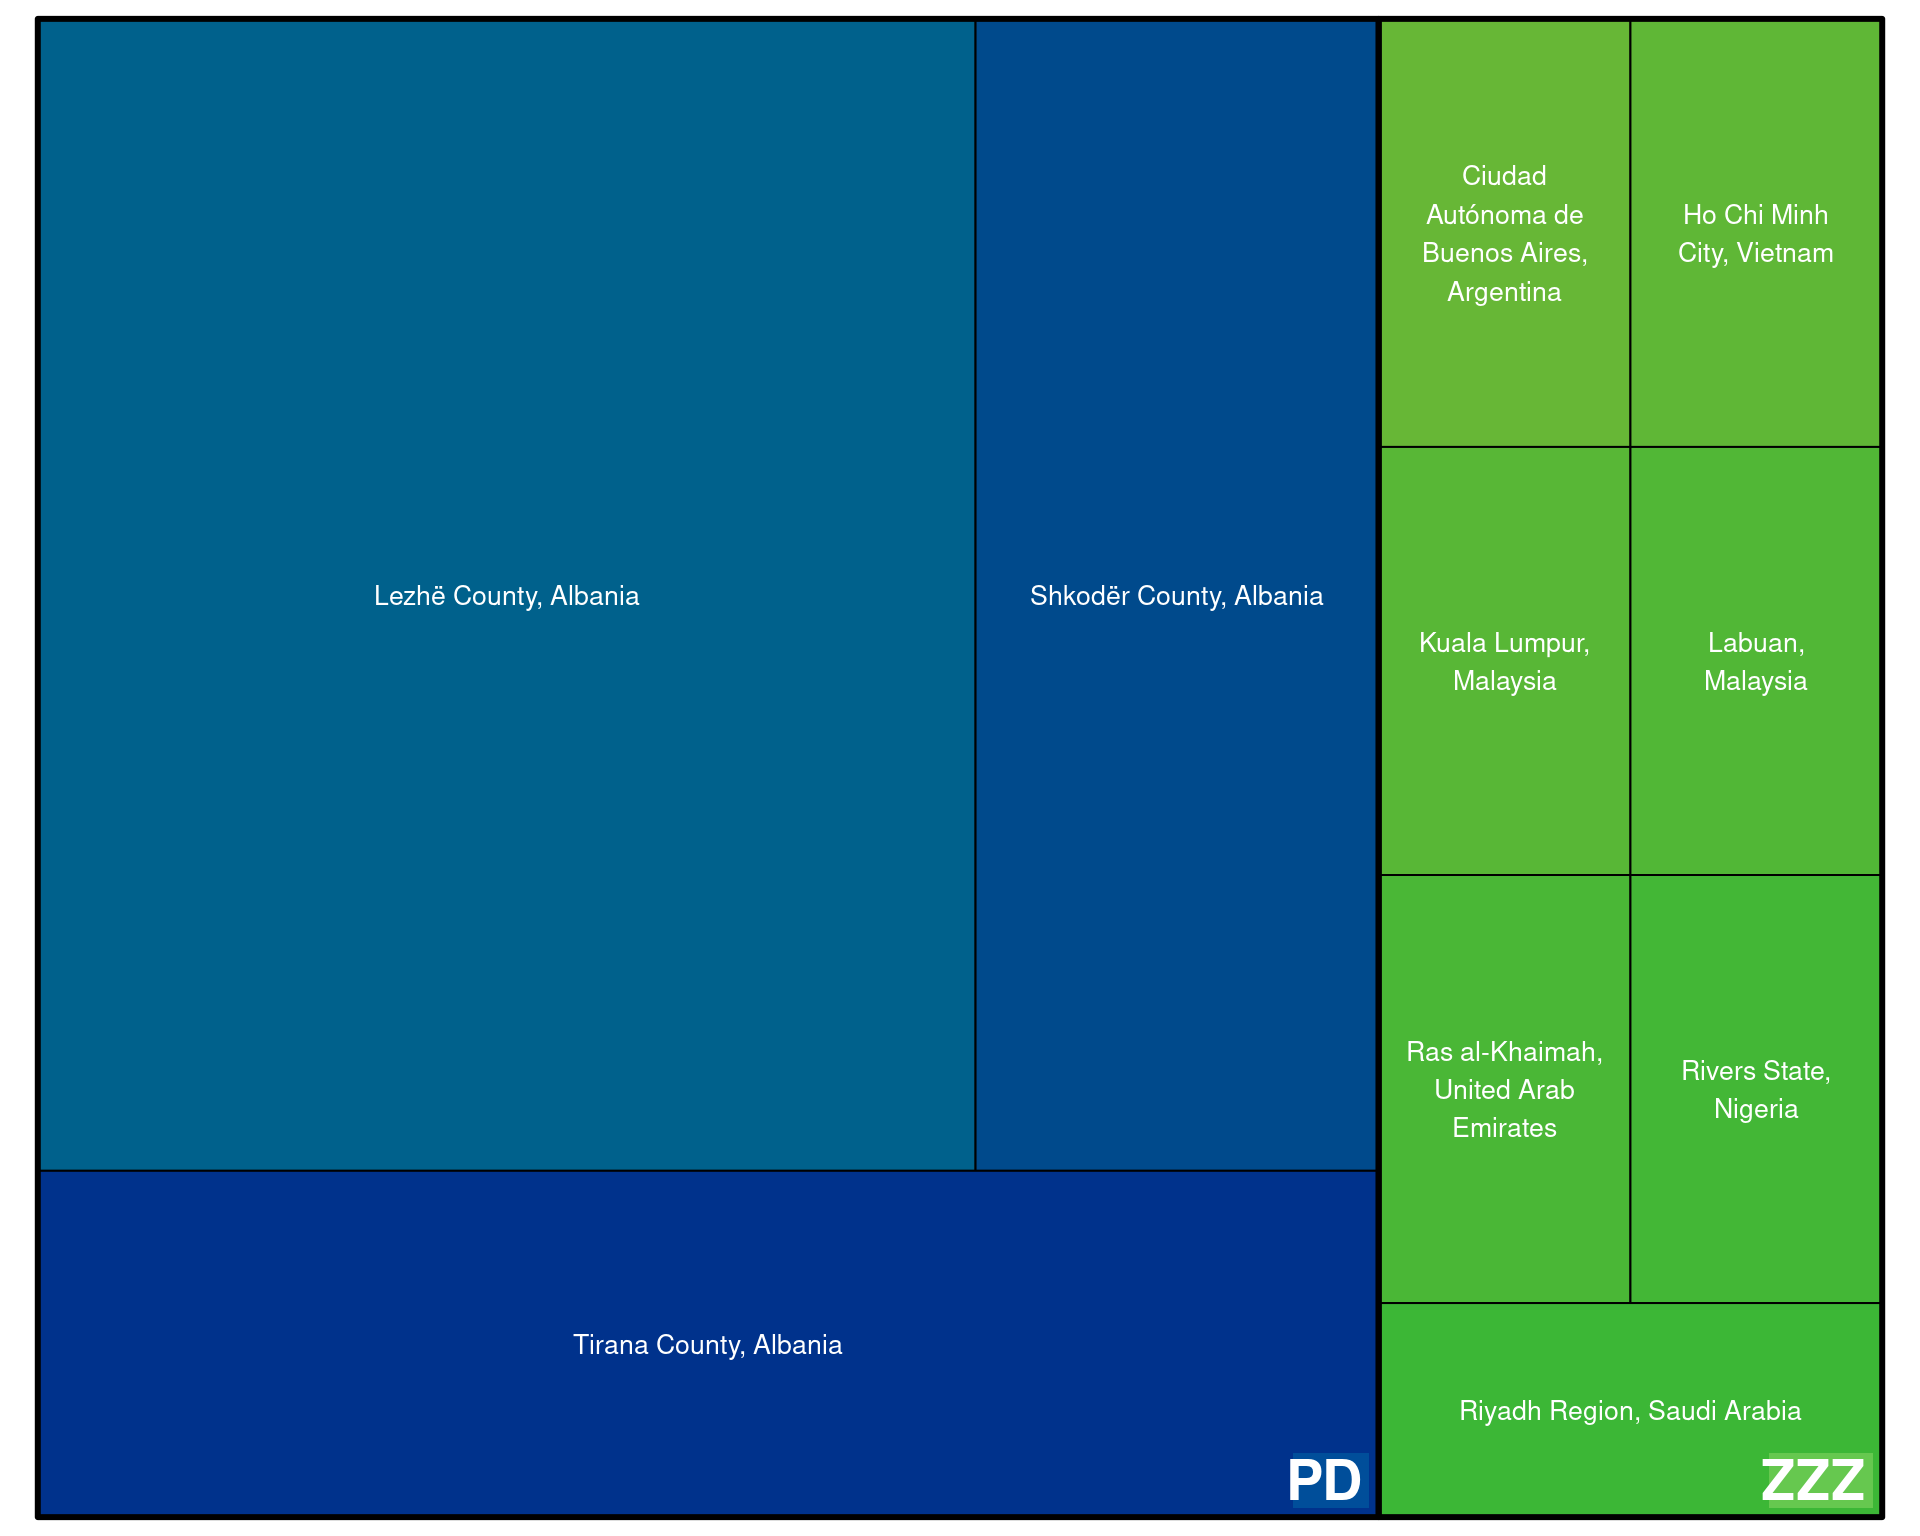 Lezhë County, Albania
Shkodër County, Albania
Tirana County, Albania
PD
Ciudad
Autónoma de
Buenos Aires,
Argentina
Ho Chi Minh
City, Vietnam
Kuala Lumpur,
Malaysia
Labuan,
Malaysia
Ras al-Khaimah,
United Arab
Emirates
Rivers State,
Nigeria
Riyadh Region, Saudi Arabia
ZZZ